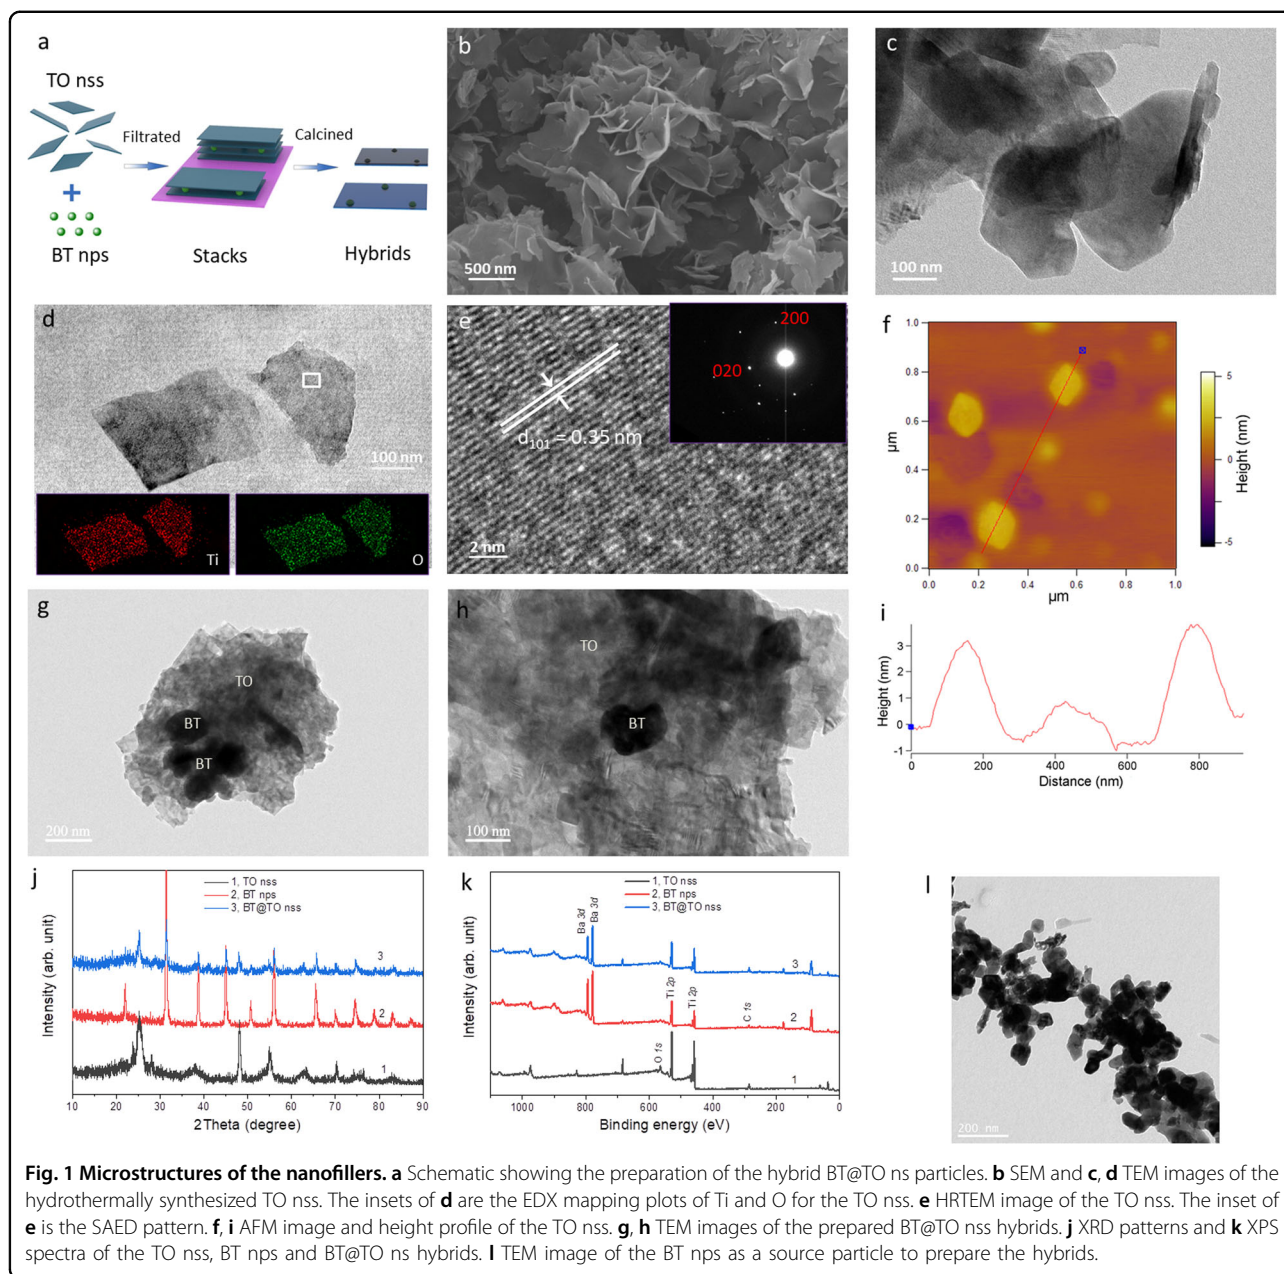 a
TO nss
Filtrated
Calcined
BT nps
Stacks
Hybrids
b
500 nm
c
100 nm
d
100 nm
Ti
O
e
200
020
d101 = 0.35 nm
2 nm
f
1.0
0.8
0.6
0.4
0.2
0.0
µm
0.0 0.2 0.4 0.6 0.8 1.0
µm
5
0
-5
Height (nm)
g
TO
BT
BT
200 nm
h
TO
BT
100 nm
i
3
2
1
0
-1
Height (nm)
0 200 400 600 800
Distance (nm)
j
1, TO nss
2, BT nps
3, BT@TO nss
3
2
1
Intensity (arb. unit)
10 20 30 40 50 60 70 80 90
2Theta (degree)
k
1, TO nss
2, BT nps
3, BT@TO nss
Ba 3d
Ba 3d
3
Ti 2p
Ti 2p
C 1s
2
O 1s
1
Intensity (arb. unit)
1000 800 600 400 200 0
Binding energy (eV)
l
200 nm
Fig. 1 Microstructures of the nanofillers. a Schematic showing the preparation of the hybrid BT@TO ns particles. b SEM and c, d TEM images of the
hydrothermally synthesized TO nss. The insets of d are the EDX mapping plots of Ti and O for the TO nss. e HRTEM image of the TO nss. The inset of
e is the SAED pattern. f, i AFM image and height profile of the TO nss. g, h TEM images of the prepared BT@TO nss hybrids. j XRD patterns and k XPS
spectra of the TO nss, BT nps and BT@TO ns hybrids. l TEM image of the BT nps as a source particle to prepare the hybrids.